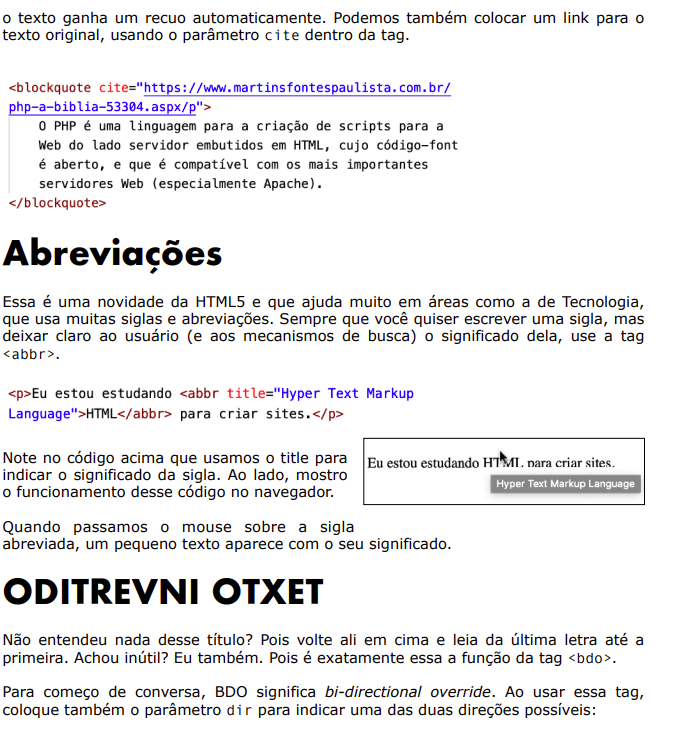 o texto ganha um recuo automaticamente. Podemos também colocar um link para o
texto original, usando o parâmetro cite dentro da tag.
<blockquote cite="https://www.martinsfontespaulista.com.br/
php-a-biblia-53304.aspx/p">
O PHP é uma linguagem para a criação de scripts para a
Web do lado servidor embutidos em HTML, cujo código-font
é aberto, e que é compatível com os mais importantes
servidores Web (especialmente Apache).
</blockquote>
Abreviações
Essa é uma novidade da HTML5 e que ajuda muito em áreas como a de Tecnologia,
que usa muitas siglas e abreviações. Sempre que você quiser escrever uma sigla, mas
deixar claro ao usuário (e aos mecanismos de busca) o significado dela, use a tag
<abbr>.
<p>Eu estou estudando <abbr title="Hyper Text Markup
Language">HTML</abbr> para criar sites.</p>
Note no código acima que usamos o title para
indicar o significado da sigla. Ao lado, mostro
o funcionamento desse código no navegador.
Eu estou estudando HTML para criar sites.
Hyper Text Markup Language
Quando passamos o mouse sobre a sigla
abreviada, um pequeno texto aparece com o seu significado.
ODITREVNI OTXET
Não entendeu nada desse título? Pois volte ali em cima e leia da última letra até a
primeira. Achou inútil? Eu também. Pois é exatamente essa a função da tag <bdo>.
Para começo de conversa, BDO significa bi-directional override. Ao usar essa tag,
coloque também o parâmetro dir para indicar uma das duas direções possíveis: